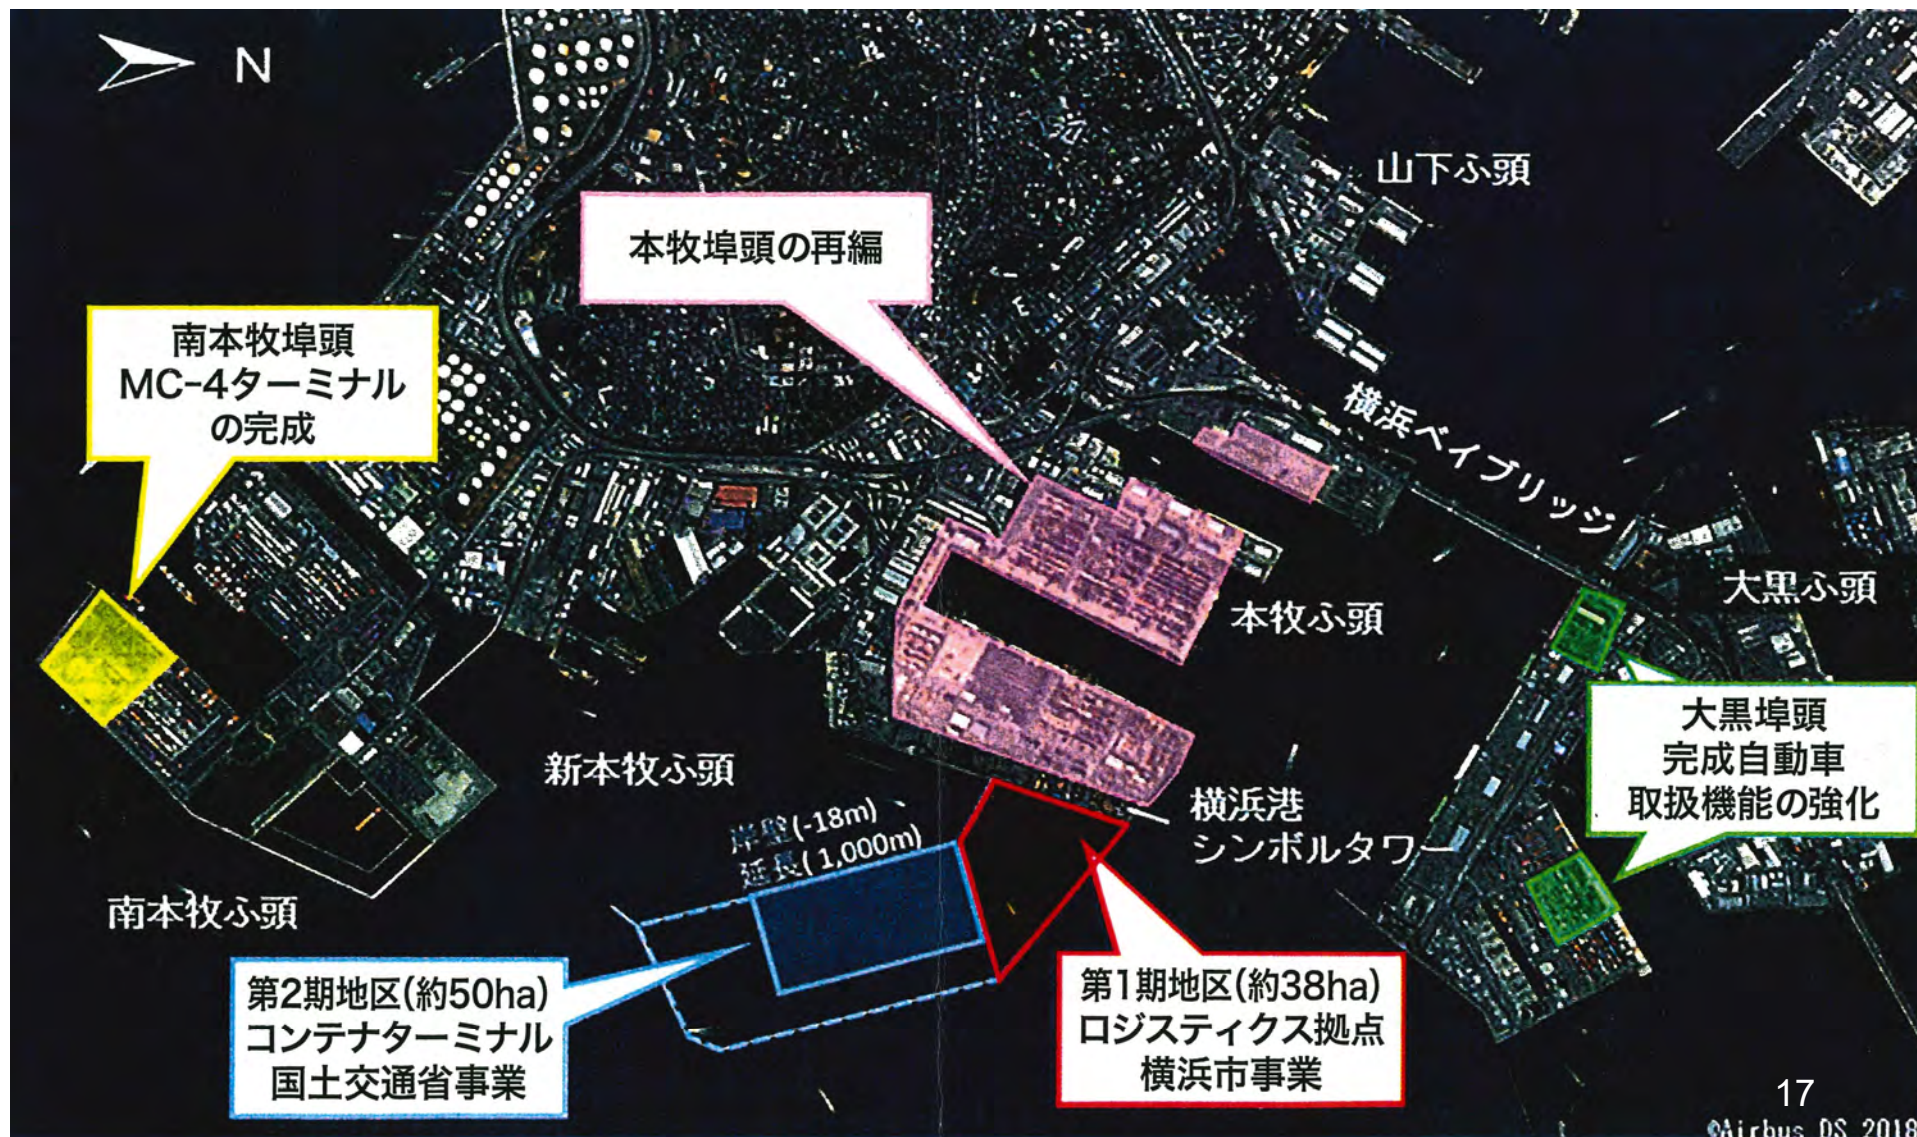 N
山下ふ頭
本牧埠頭の再編
南本牧埠頭
MC-4ターミナル
の完成
横浜ベイブリッジ
大黒ふ頭
本牧ふ頭
大黒埠頭
完成自動車
取扱機能の強化
新本牧ふ頭
横浜港
シンボルタワー
岸壁(-18m)
延長(1,000m)
南本牧ふ頭
第2期地区(約50ha)
コンテナターミナル
国土交通省事業
第1期地区(約38ha)
ロジスティクス拠点
横浜市事業
17
©Airbus DS 2018